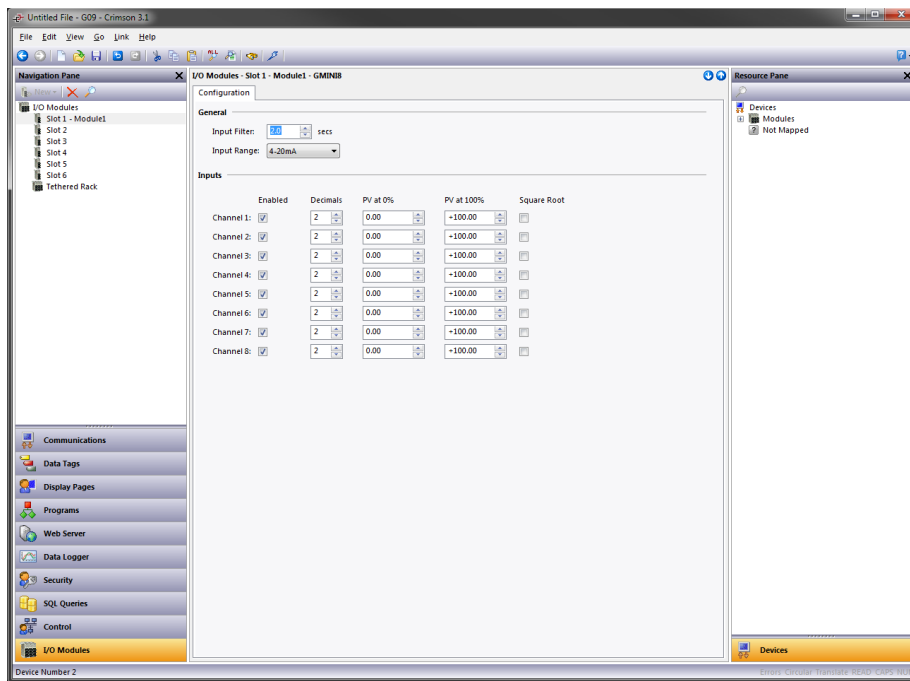 Untitled File - G09 - Crimson 3.1
File Edit View Go Link Help
Navigation Pane
New
I/O Modules
Slot 1 - Module1
Slot 2
Slot 3
Slot 4
Slot 5
Slot 6
Tethered Rack
Communications
Data Tags
Display Pages
Programs
Web Server
Data Logger
Security
SQL Queries
Control
I/O Modules
I/O Modules - Slot 1 - Module1 - GMINI8
Configuration
General
Input Filter: 2.0 secs
Input Range: 4-20mA
Inputs
Enabled Decimals PV at 0% PV at 100% Square Root
Channel 1: 2 0.00 +100.00
Channel 2: 2 0.00 +100.00
Channel 3: 2 0.00 +100.00
Channel 4: 2 0.00 +100.00
Channel 5: 2 0.00 +100.00
Channel 6: 2 0.00 +100.00
Channel 7: 2 0.00 +100.00
Channel 8: 2 0.00 +100.00
Resource Pane
Devices
Modules
Not Mapped
Devices
Device Number 2
Errors Circular Translate READ CAPS NUM